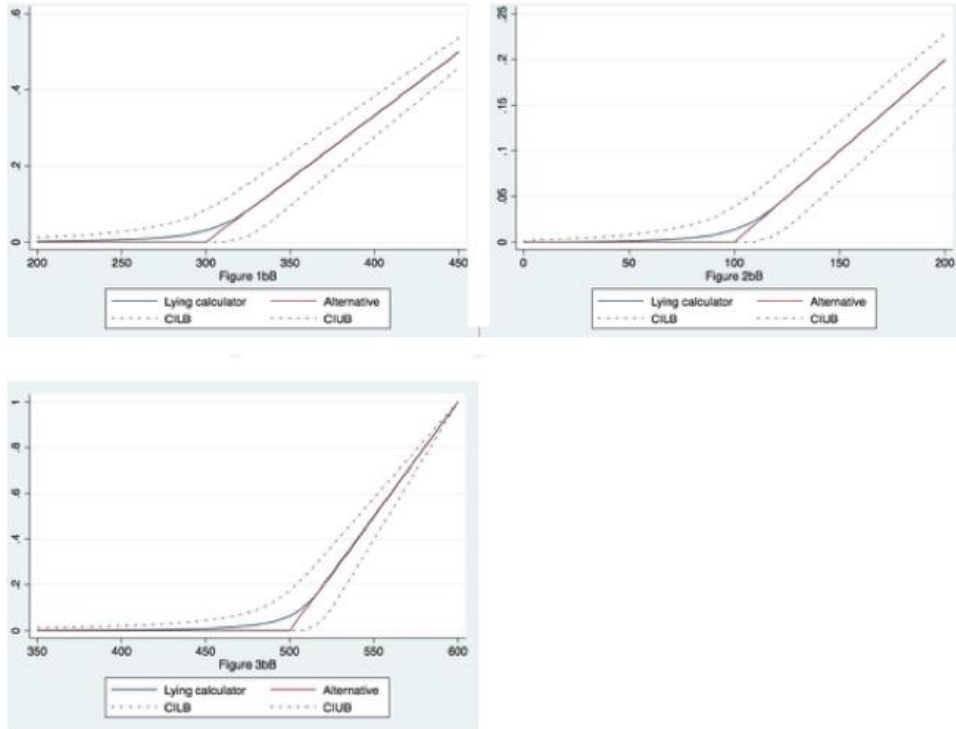 .6
.4
.2
0
200 250 300 350 400 450
Figure 1bB
Lying calculator Alternative
CILB CIUB
.25
.2
.15
.1
.05
0
0 50 100 150 200
Figure 2bB
Lying calculator Alternative
CILB CIUB
1
.8
.6
.4
.2
0
350 400 450 500 550 600
Figure 3bB
Lying calculator Alternative
CILB CIUB